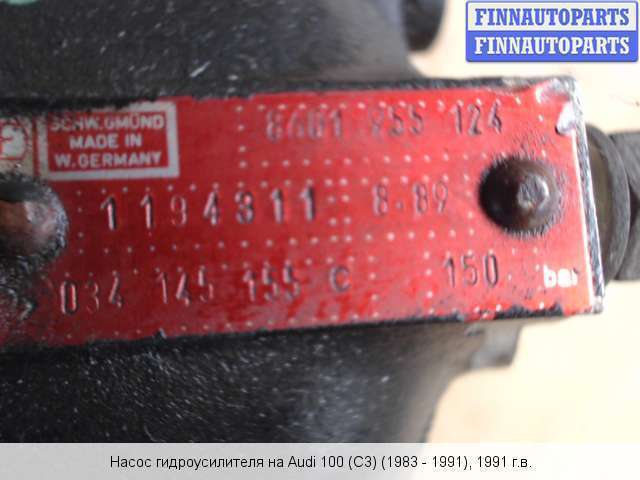 FINNAUTOPARTS
FINNAUTOPARTS
SCHW.GMÜND
MADE IN
W.GERMANY
955 124
1194311 8.89
034 145 155 C 150 bar
Насос гидроусилителя на Audi 100 (C3) (1983 - 1991), 1991 г.в.